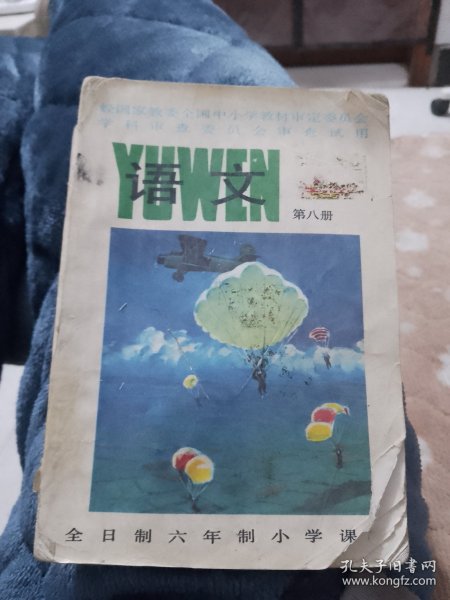 经国家教委全国中小学教材审定委员会
学科审查委员会审查试用
YUWEN
语文
第八册
全日制六年制小学课
孔夫子旧书网
www.kongfz.com